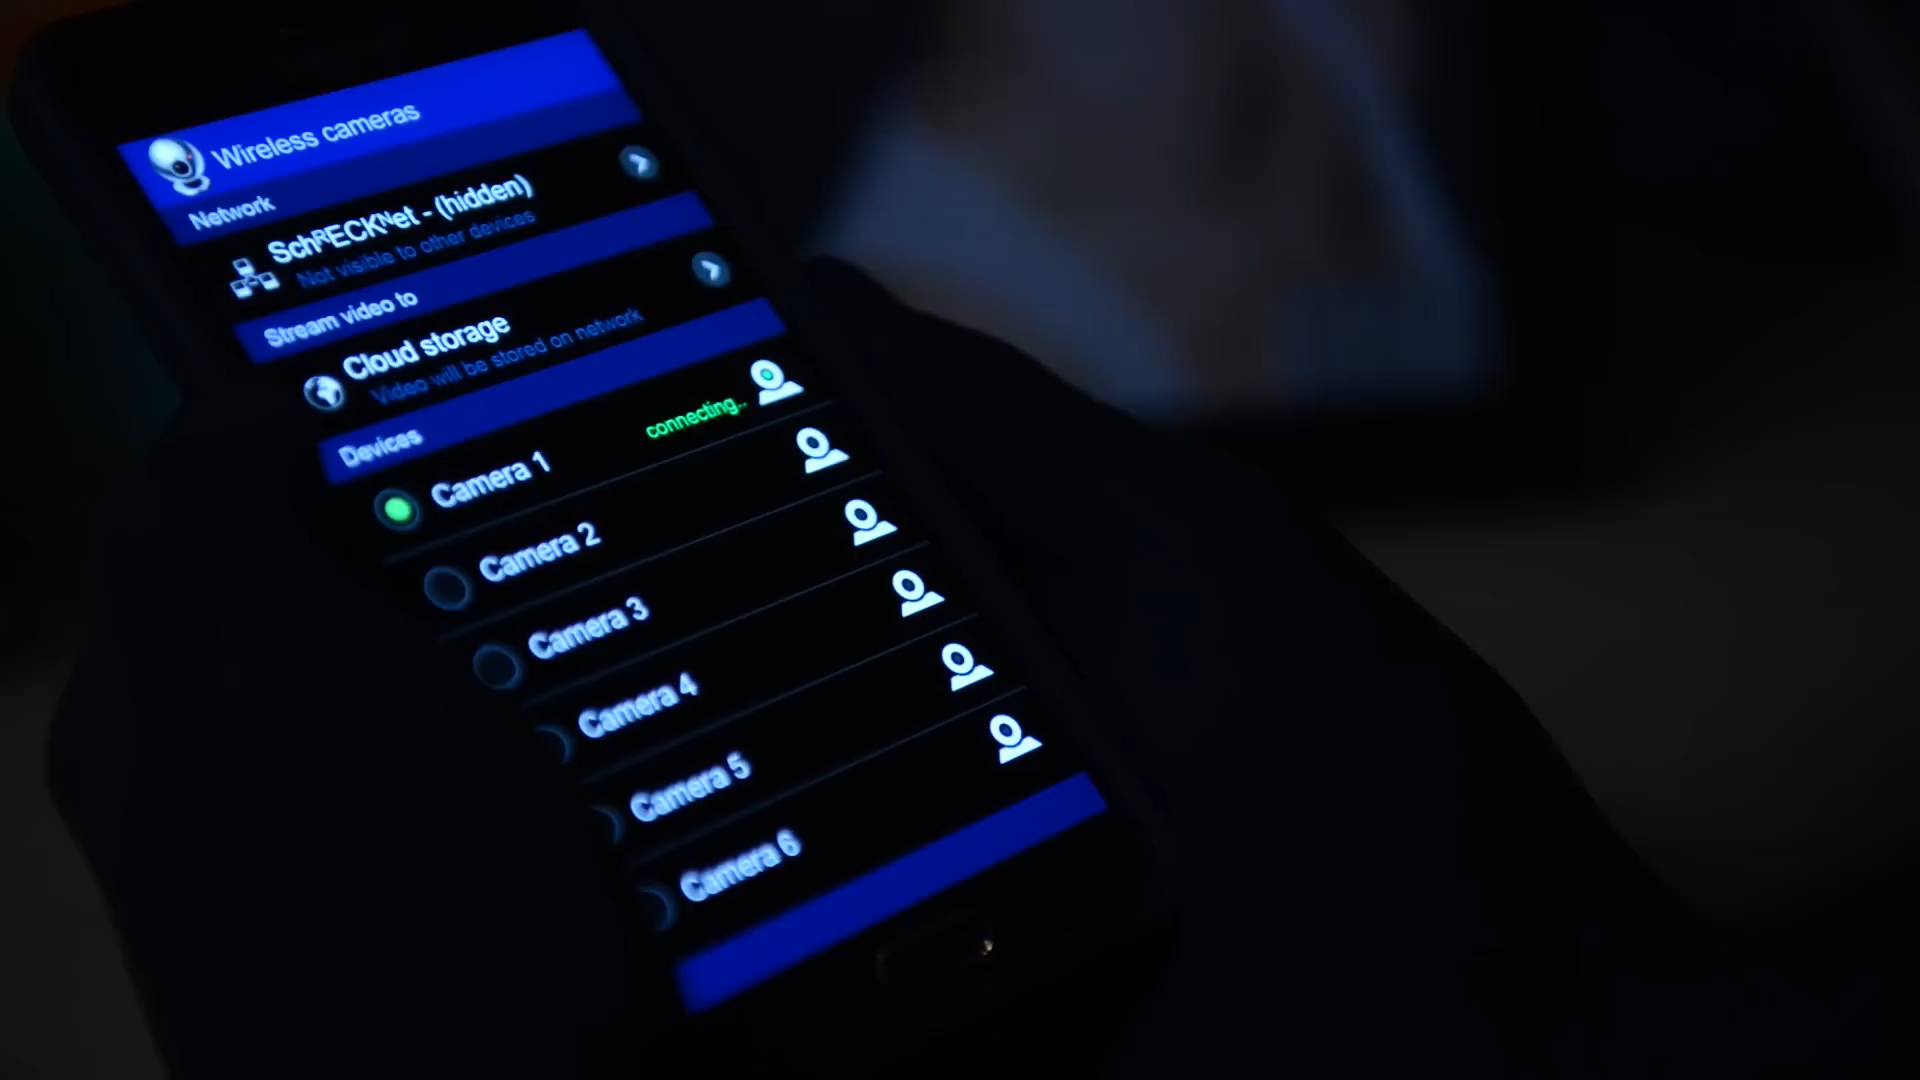 Wireless cameras
Network
SchᴿECKᴺet - (hidden)
Not visible to other devices
Stream video to
Cloud storage
Video will be stored on network
Devices
connecting..
Camera 1
Camera 2
Camera 3
Camera 4
Camera 5
Camera 6